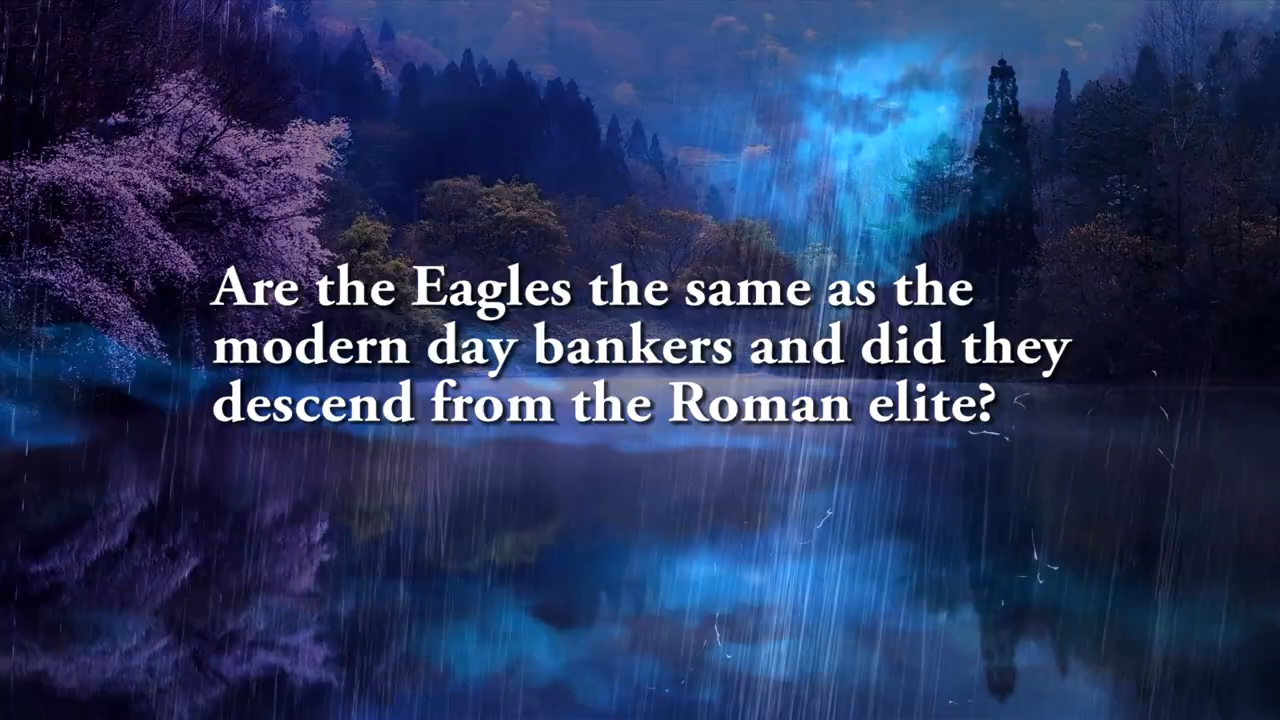 Are the Eagles the same as the
modern day bankers and did they
descend from the Roman elite?